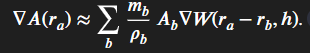 ∇A(r_a) ≈ ∑_b m_b/ρ_b A_b∇W(r_a − r_b, h).